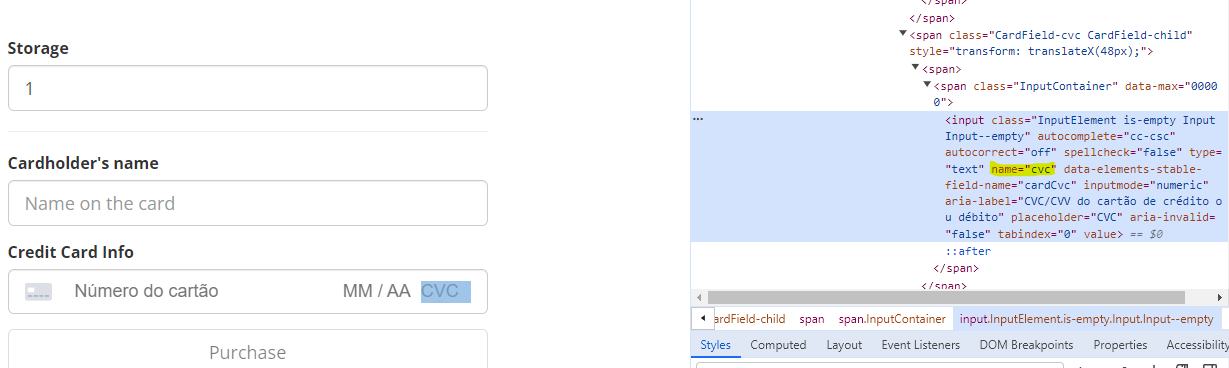 Storage
1
Cardholder's name
Name on the card
Credit Card Info
Número do cartão MM / AA CVC
Purchase
</span>
</span>
<span class="CardField-cvc CardField-child"
style="transform: translateX(48px);">
<span>
<span class="InputContainer" data-max="0000
0">
<input class="InputElement is-empty Input
Input--empty" autocomplete="cc-csc"
autocorrect="off" spellcheck="false" type=
"text" name="cvc" data-elements-stable-
field-name="cardCvc" inputmode="numeric"
aria-label="CVC/CVV do cartão de crédito o
u débito" placeholder="CVC" aria-invalid=
"false" tabindex="0" value> == $0
::after
</span>
</span>
ardField-child span span.InputContainer input.InputElement.is-empty.Input.Input--empty
Styles Computed Layout Event Listeners DOM Breakpoints Properties Accessibility